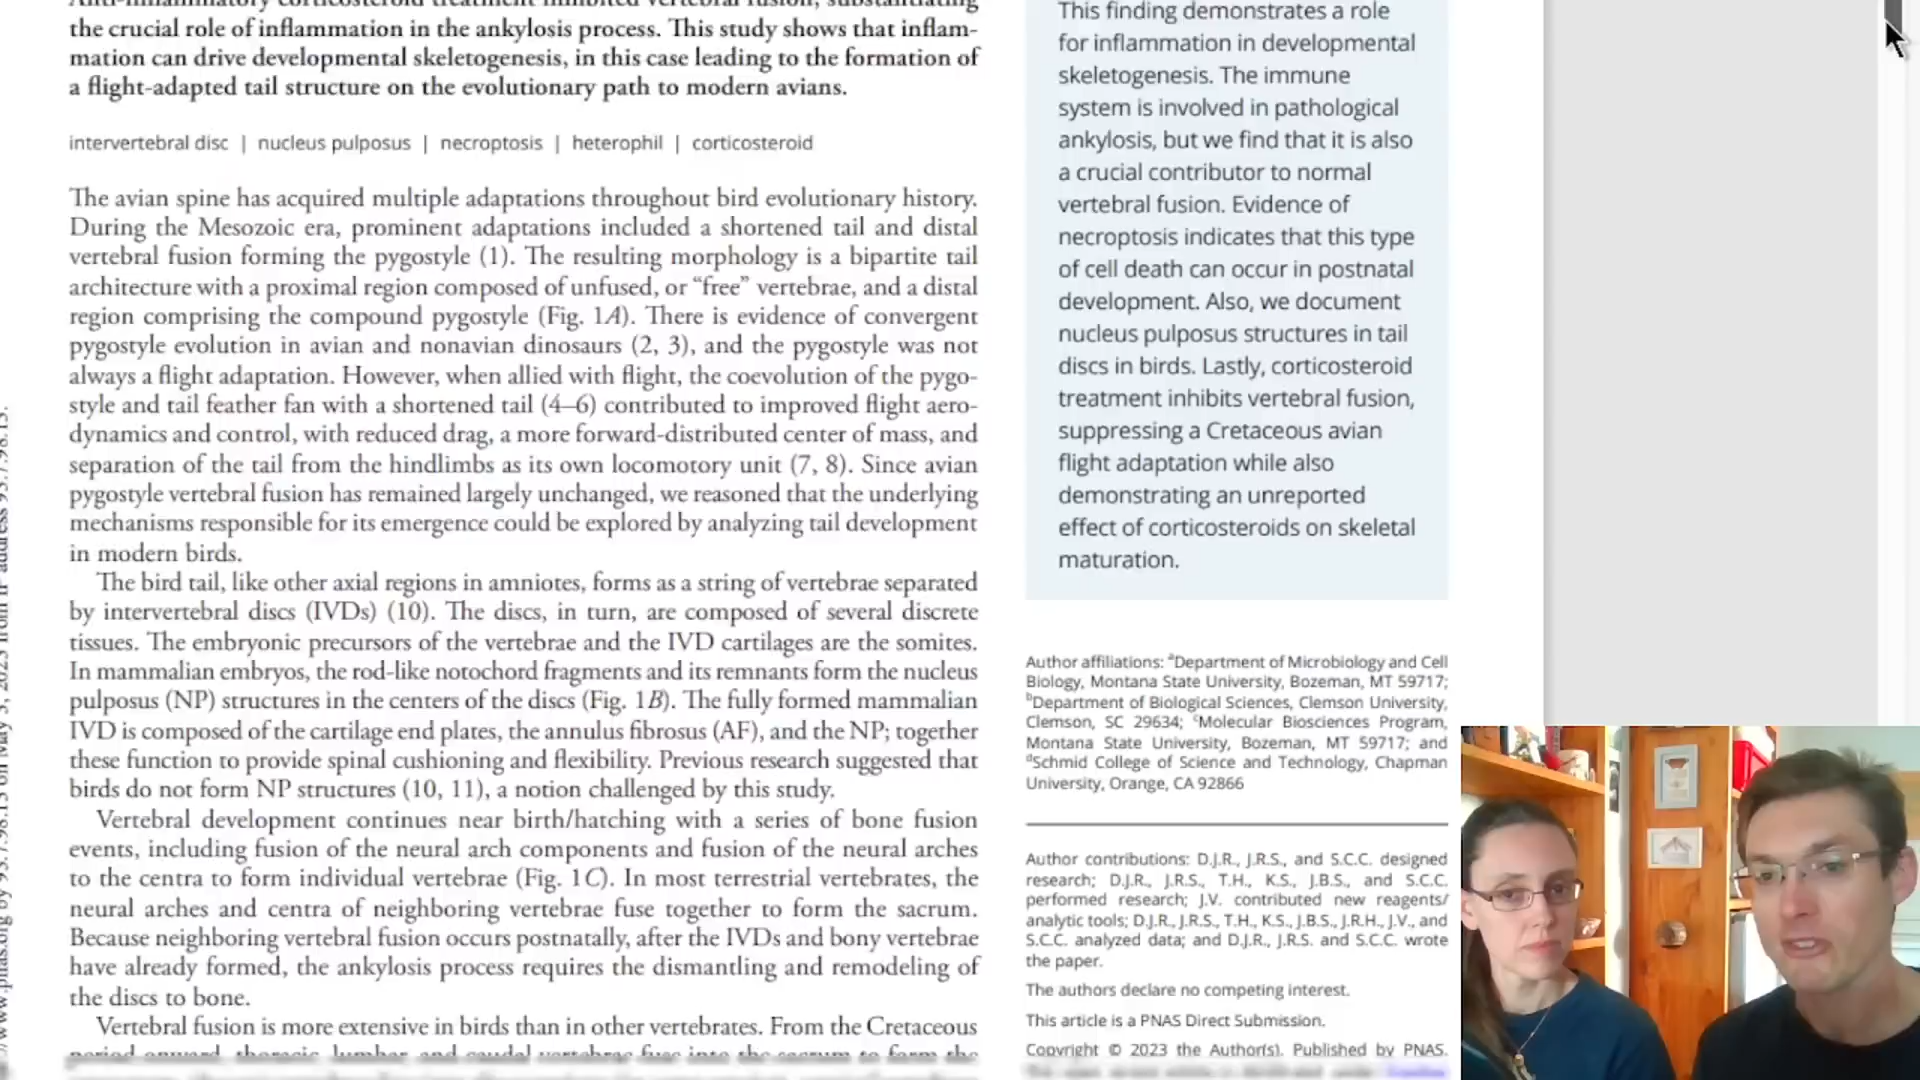 the crucial role of inflammation in the ankylosis process. This study shows that inflam-
mation can drive developmental skeletogenesis, in this case leading to the formation of
a flight-adapted tail structure on the evolutionary path to modern avians.
intervertebral disc | nucleus pulposus | necroptosis | heterophil | corticosteroid
The avian spine has acquired multiple adaptations throughout bird evolutionary history.
During the Mesozoic era, prominent adaptations included a shortened tail and distal
vertebral fusion forming the pygostyle (1). The resulting morphology is a bipartite tail
architecture with a proximal region composed of unfused, or “free” vertebrae, and a distal
region comprising the compound pygostyle (Fig. 1A). There is evidence of convergent
pygostyle evolution in avian and nonavian dinosaurs (2, 3), and the pygostyle was not
always a flight adaptation. However, when allied with flight, the coevolution of the pygo-
style and tail feather fan with a shortened tail (4–6) contributed to improved flight aero-
dynamics and control, with reduced drag, a more forward-distributed center of mass, and
separation of the tail from the hindlimbs as its own locomotory unit (7, 8). Since avian
pygostyle vertebral fusion has remained largely unchanged, we reasoned that the underlying
mechanisms responsible for its emergence could be explored by analyzing tail development
in modern birds.
The bird tail, like other axial regions in amniotes, forms as a string of vertebrae separated
by intervertebral discs (IVDs) (10). The discs, in turn, are composed of several discrete
tissues. The embryonic precursors of the vertebrae and the IVD cartilages are the somites.
In mammalian embryos, the rod-like notochord fragments and its remnants form the nucleus
pulposus (NP) structures in the centers of the discs (Fig. 1B). The fully formed mammalian
IVD is composed of the cartilage end plates, the annulus fibrosus (AF), and the NP; together
these function to provide spinal cushioning and flexibility. Previous research suggested that
birds do not form NP structures (10, 11), a notion challenged by this study.
Vertebral development continues near birth/hatching with a series of bone fusion
events, including fusion of the neural arch components and fusion of the neural arches
to the centra to form individual vertebrae (Fig. 1C). In most terrestrial vertebrates, the
neural arches and centra of neighboring vertebrae fuse together to form the sacrum.
Because neighboring vertebral fusion occurs postnatally, after the IVDs and bony vertebrae
have already formed, the ankylosis process requires the dismantling and remodeling of
the discs to bone.
Vertebral fusion is more extensive in birds than in other vertebrates. From the Cretaceous
This finding demonstrates a role
for inflammation in developmental
skeletogenesis. The immune
system is involved in pathological
ankylosis, but we find that it is also
a crucial contributor to normal
vertebral fusion. Evidence of
necroptosis indicates that this type
of cell death can occur in postnatal
development. Also, we document
nucleus pulposus structures in tail
discs in birds. Lastly, corticosteroid
treatment inhibits vertebral fusion,
suppressing a Cretaceous avian
flight adaptation while also
demonstrating an unreported
effect of corticosteroids on skeletal
maturation.
Author affiliations: aDepartment of Microbiology and Cell
Biology, Montana State University, Bozeman, MT 59717;
bDepartment of Biological Sciences, Clemson University,
Clemson, SC 29634; cMolecular Biosciences Program,
Montana State University, Bozeman, MT 59717; and
dSchmid College of Science and Technology, Chapman
University, Orange, CA 92866
Author contributions: D.J.R., J.R.S., and S.C.C. designed
research; D.J.R., J.R.S., T.H., K.S., J.B.S., and S.C.C.
performed research; J.V. contributed new reagents/
analytic tools; D.J.R., J.R.S., T.H., K.S., J.B.S., J.R.H., J.V., and
S.C.C. analyzed data; and D.J.R., J.R.S. and S.C.C. wrote
the paper.
The authors declare no competing interest.
This article is a PNAS Direct Submission.
Copyright © 2023 the Author(s). Published by PNAS.